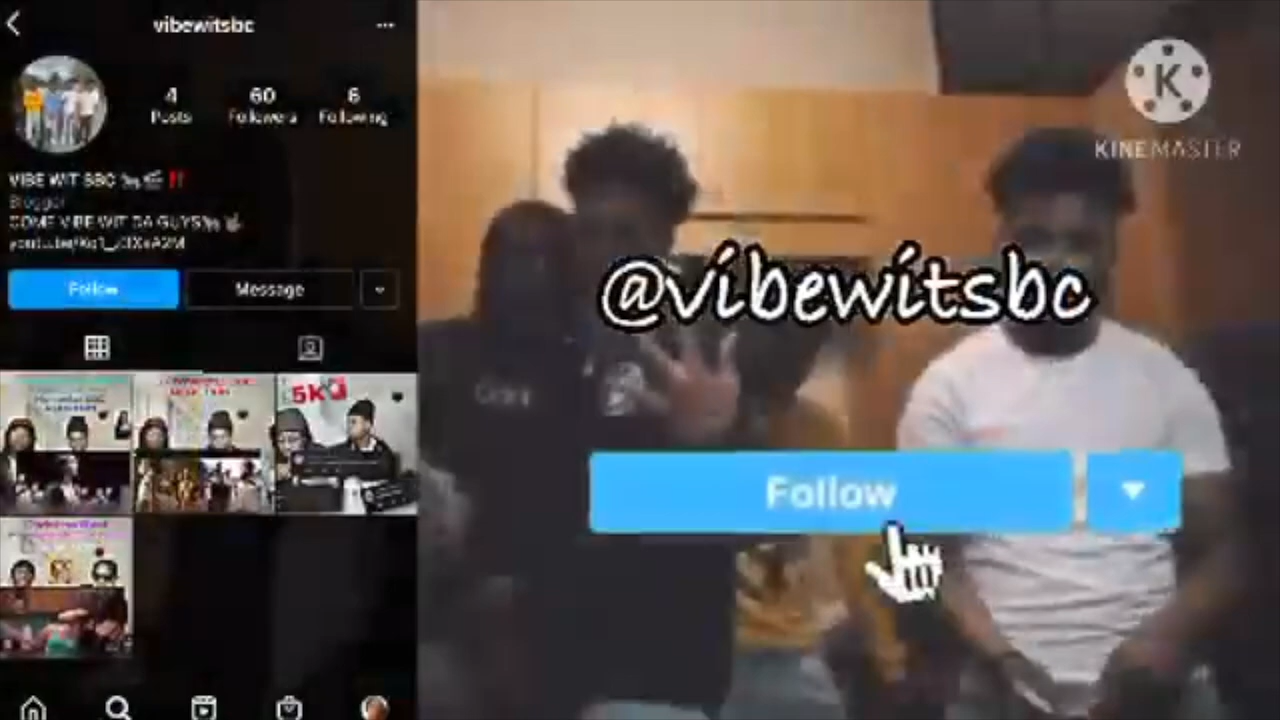 vibewitsbc
4 60 6
Posts Followers Following
VIBE WIT SBC
Blogger
COME VIBE WIT DA GUYS
Follow Message
5K
K
KINEMASTER
@vibewitsbc
Follow